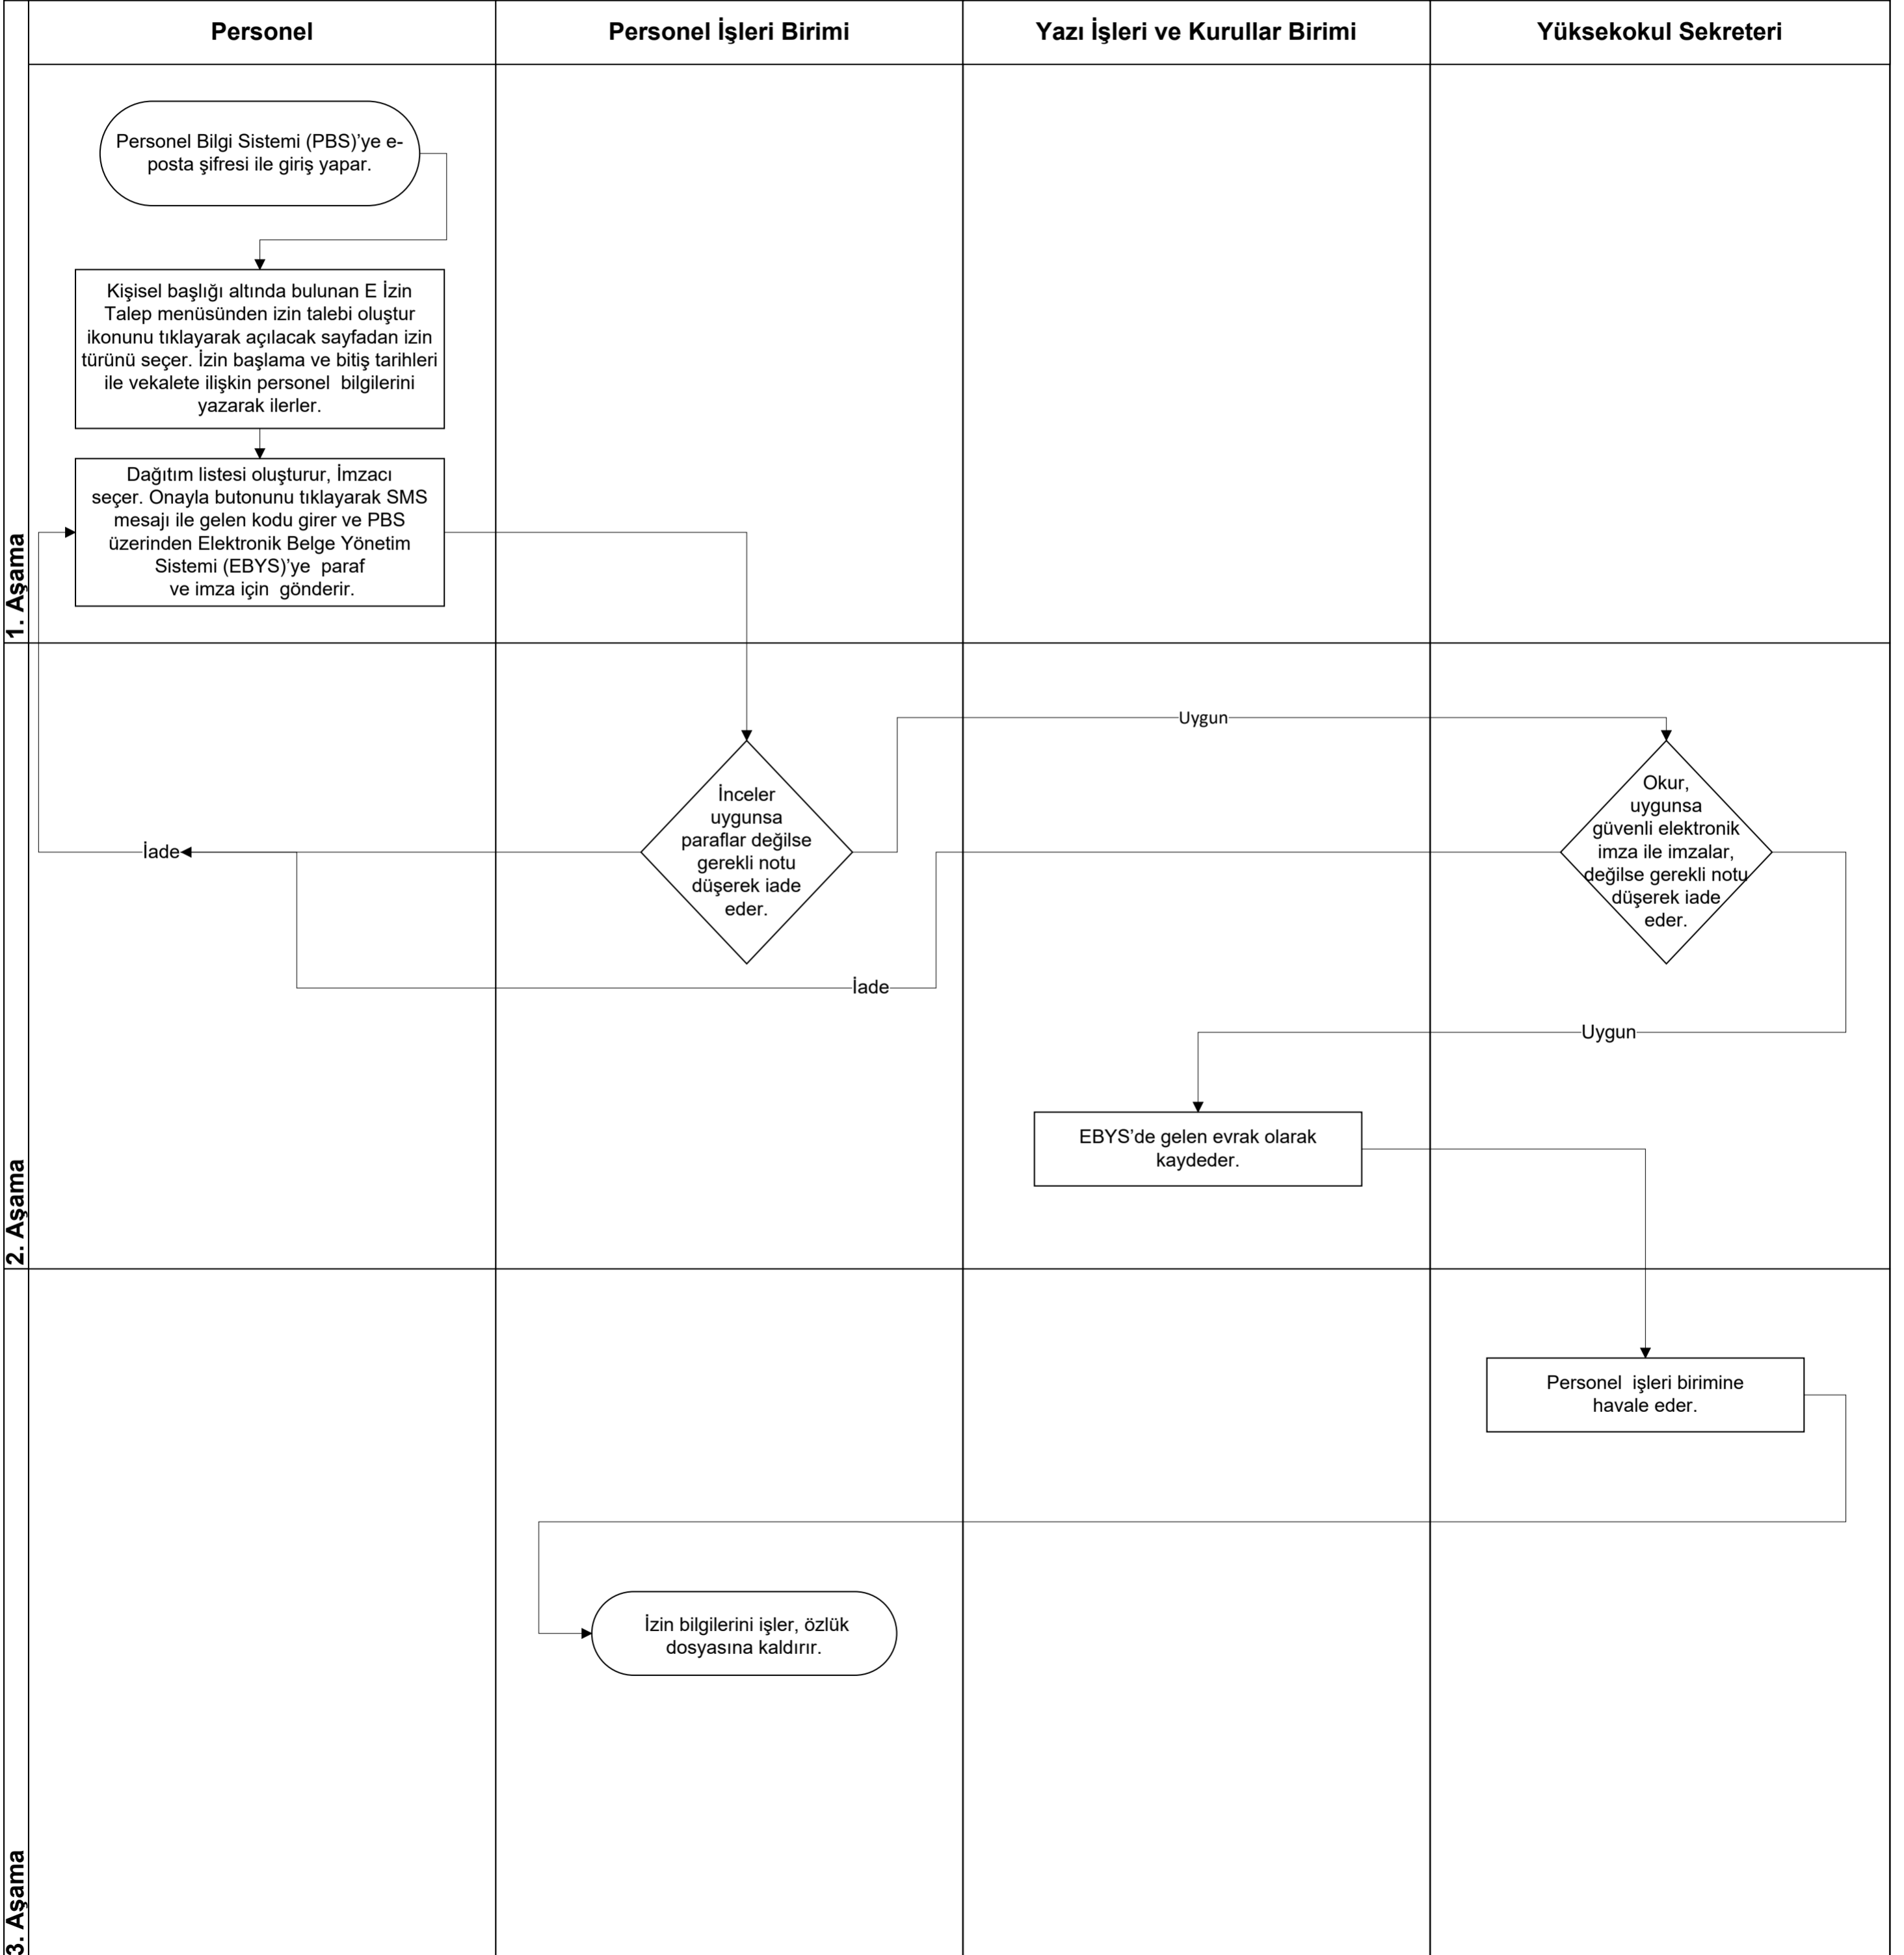 Personel
Personel İşleri Birimi
Yazı İşleri ve Kurullar Birimi
Yüksekokul Sekreteri
1. Aşama
Personel Bilgi Sistemi (PBS)’ye e-
posta şifresi ile giriş yapar.
Kişisel başlığı altında bulunan E İzin
Talep menüsünden izin talebi oluştur
ikonunu tıklayarak açılacak sayfadan izin
türünü seçer. İzin başlama ve bitiş tarihleri
ile vekalete ilişkin personel  bilgilerini
yazarak ilerler.
Dağıtım listesi oluşturur, İmzacı
seçer. Onayla butonunu tıklayarak SMS
mesajı ile gelen kodu girer ve PBS
üzerinden Elektronik Belge Yönetim
Sistemi (EBYS)’ye  paraf
ve imza için  gönderir.
2. Aşama
Uygun
İade
İnceler
uygunsa
paraflar değilse
gerekli notu
düşerek iade
eder.
Okur,
uygunsa
güvenli elektronik
imza ile imzalar,
değilse gerekli notu
düşerek iade
eder.
İade
Uygun
EBYS’de gelen evrak olarak
kaydeder.
3. Aşama
Personel  işleri birimine
havale eder.
İzin bilgilerini işler, özlük
dosyasına kaldırır.